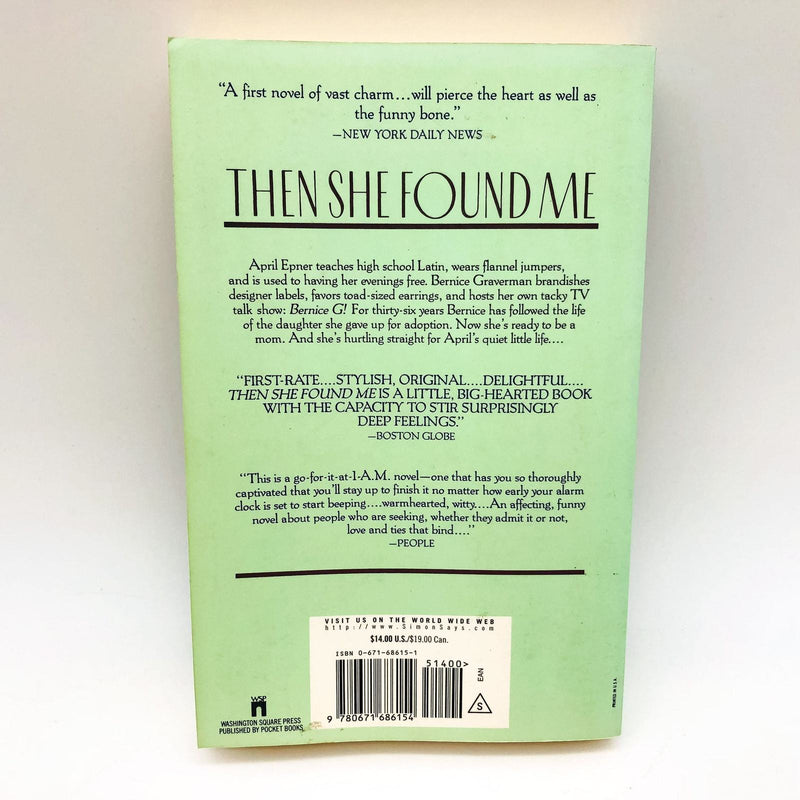 “A first novel of vast charm...will pierce the heart as well as
the funny bone.”
—NEW YORK DAILY NEWS
THEN SHE FOUND ME
April Epner teaches high school Latin, wears flannel jumpers,
and is used to having her evenings free. Bernice Graverman brandishes
designer labels, favors toad-sized earrings, and hosts her own tacky TV
talk show: Bernice G! For thirty-six years Bernice has followed the life
of the daughter she gave up for adoption. Now she's ready to be a
mom. And she's hurtling straight for April's quiet little life....
“FIRST-RATE....STYLISH, ORIGINAL....DELIGHTFUL....
THEN SHE FOUND ME IS A LITTLE, BIG-HEARTED BOOK
WITH THE CAPACITY TO STIR SURPRISINGLY
DEEP FEELINGS.”
—BOSTON GLOBE
“This is a go-for-it-at-1-A.M. novel—one that has you so thoroughly
captivated that you'll stay up to finish it no matter how early your alarm
clock is set to start beeping....warmhearted, witty....An affecting, funny
novel about people who are seeking, whether they admit it or not,
love and ties that bind....”
—PEOPLE
VISIT US ON THE WORLD WIDE WEB
http://www.SimonSays.com
$14.00 U.S./$19.00 Can.
ISBN 0-671-68615-1
51400>
EAN
S
9 780671 686154
WSP
WASHINGTON SQUARE PRESS
PUBLISHED BY POCKET BOOKS
PRINTED IN U.S.A.